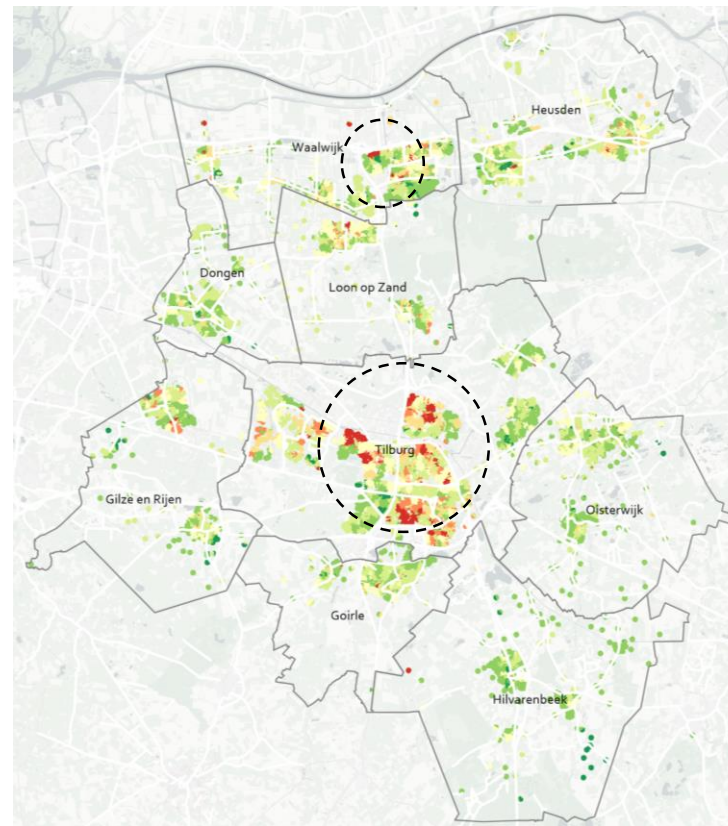 Heusden
Waalwijk
Dongen
Loon op Zand
Tilburg
Gilze en Rijen
Oisterwijk
Goirle
Hilvarenbeek